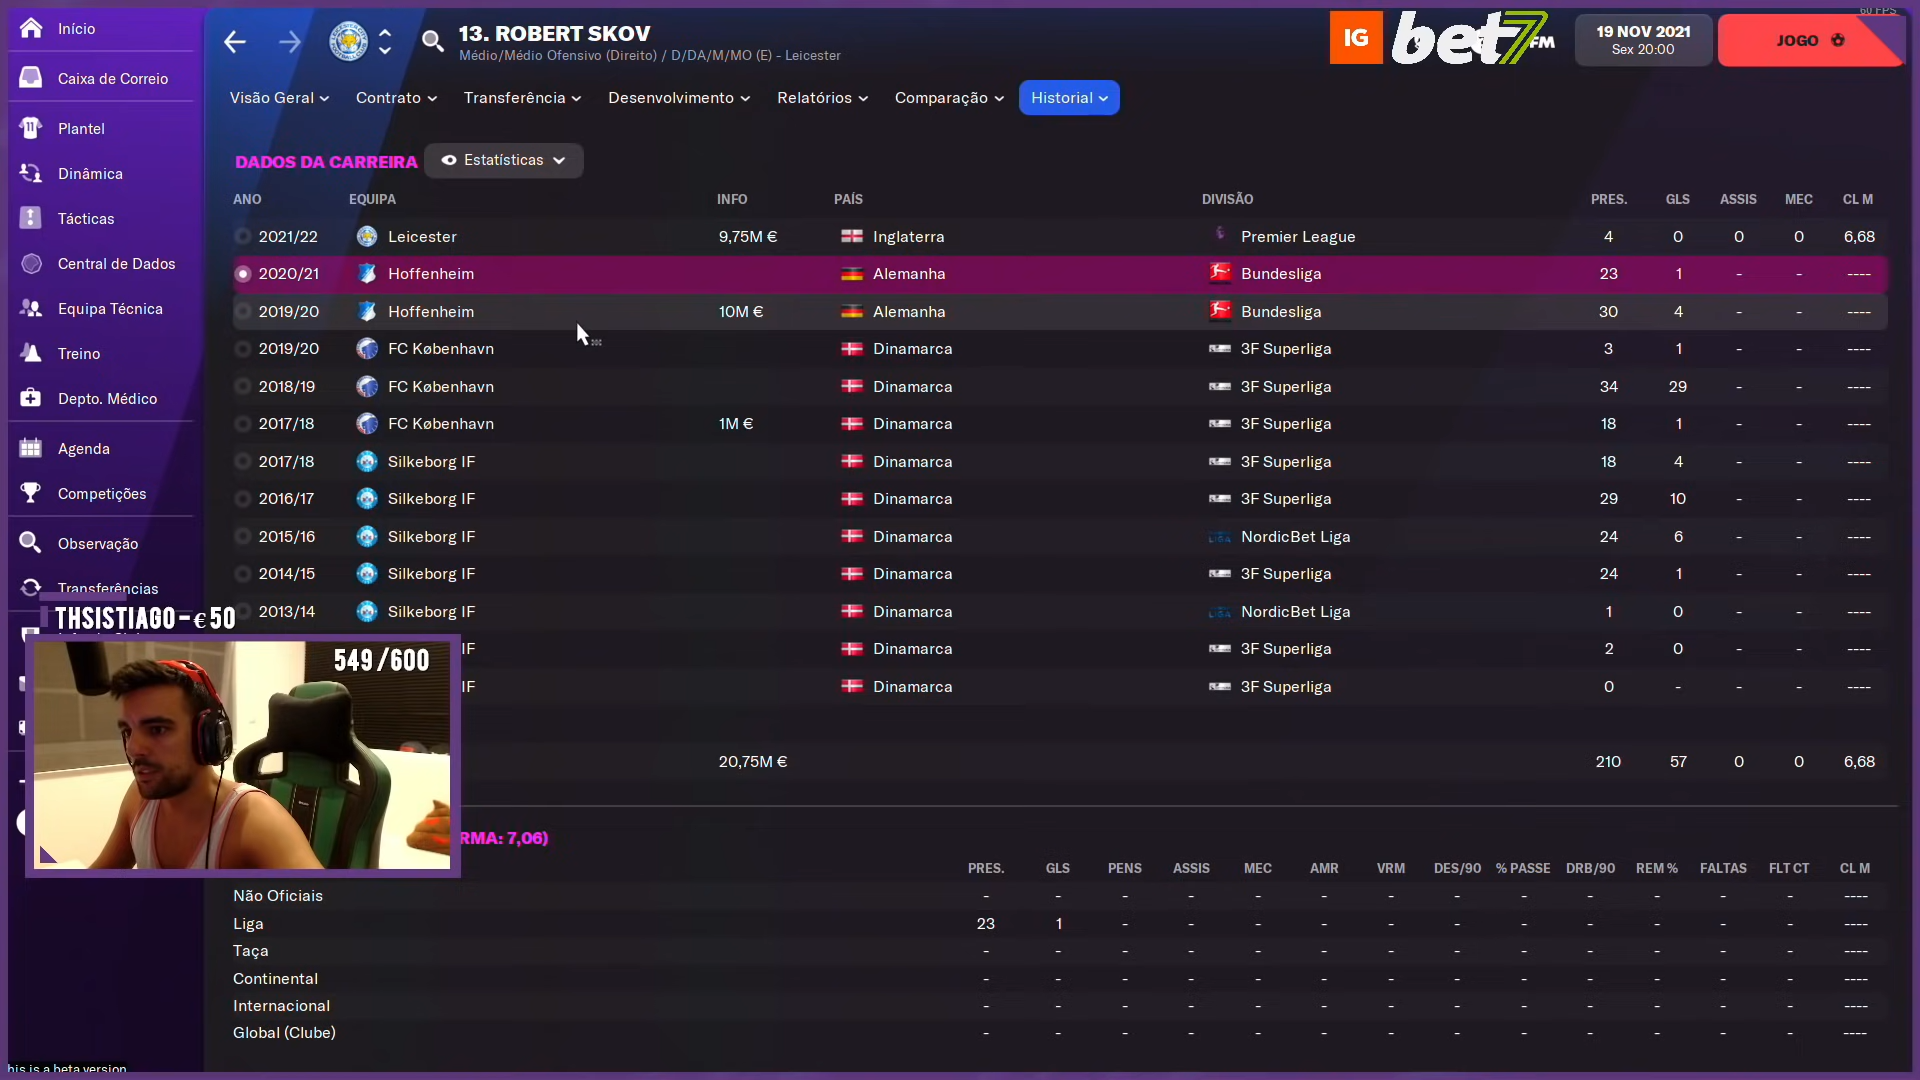 Início
Caixa de Correio
Plantel
Dinâmica
Tácticas
Central de Dados
Equipa Técnica
Treino
Depto. Médico
Agenda
Competições
Observação
Transferências
13. ROBERT SKOV
Médio/Médio Ofensivo (Direito) / D/DA/M/MO (E) - Leicester
IG
bet7
FM
60 FPS
19 NOV 2021
Sex 20:00
JOGO
Visão Geral Contrato Transferência Desenvolvimento Relatórios Comparação Historial
DADOS DA CARREIRA Estatísticas
ANO EQUIPA INFO PAÍS DIVISÃO PRES. GLS ASSIS MEC CL M
2021/22 Leicester 9,75M € Inglaterra Premier League 4 0 0 0 6,68
2020/21 Hoffenheim Alemanha Bundesliga 23 1 - - ----
2019/20 Hoffenheim 10M € Alemanha Bundesliga 30 4 - - ----
2019/20 FC København Dinamarca 3F Superliga 3 1 - - ----
2018/19 FC København Dinamarca 3F Superliga 34 29 - - ----
2017/18 FC København 1M € Dinamarca 3F Superliga 18 1 - - ----
2017/18 Silkeborg IF Dinamarca 3F Superliga 18 4 - - ----
2016/17 Silkeborg IF Dinamarca 3F Superliga 29 10 - - ----
2015/16 Silkeborg IF Dinamarca NordicBet Liga 24 6 - - ----
2014/15 Silkeborg IF Dinamarca 3F Superliga 24 1 - - ----
2013/14 Silkeborg IF Dinamarca NordicBet Liga 1 0 - - ----
IF Dinamarca 3F Superliga 2 0 - - ----
IF Dinamarca 3F Superliga 0 - - - ----
20,75M € 210 57 0 0 6,68
THSISTIAGO - €50
549/600
RMA: 7,06)
PRES. GLS PENS ASSIS MEC AMR VRM DES/90 % PASSE DRB/90 REM % FALTAS FLT CT CL M
Não Oficiais - - - - - - - - - - - - - ----
Liga 23 1 - - - - - - - - - - - ----
Taça - - - - - - - - - - - - - ----
Continental - - - - - - - - - - - - - ----
Internacional - - - - - - - - - - - - - ----
Global (Clube) - - - - - - - - - - - - - ----
his is a beta version